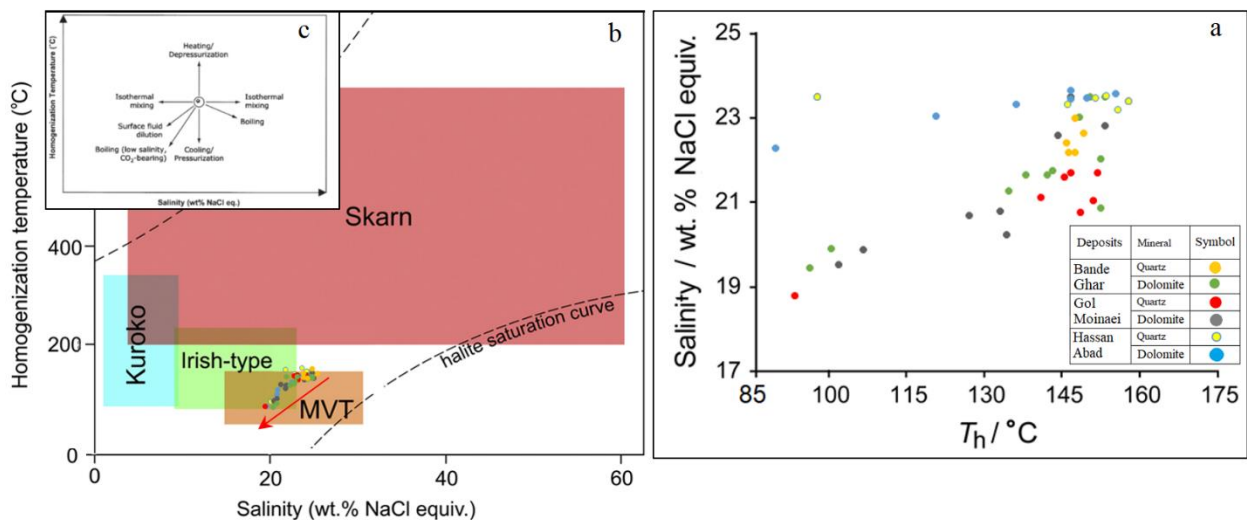 c
Homogenization Temperature (°C)
Heating/
Depressurization
Isothermal
mixing
Isothermal
mixing
Surface fluid
dilution
Boiling
Boiling (low salinity,
CO₂-bearing)
Cooling/
Pressurization
Salinity (wt% NaCl eq.)
b
Homogenization temperature (°C)
400
200
0
Skarn
Kuroko
Irish-type
MVT
halite saturation curve
0
20
40
60
Salinity (wt.% NaCl equiv.)
a
Salinity / wt. % NaCl equiv.
25
23
21
19
17
85
100
115
130
145
160
175
Th / °C
Deposits Mineral Symbol
Bande Ghar Quartz
Dolomite
Gol Moinaei Quartz
Dolomite
Hassan Abad Quartz
Dolomite